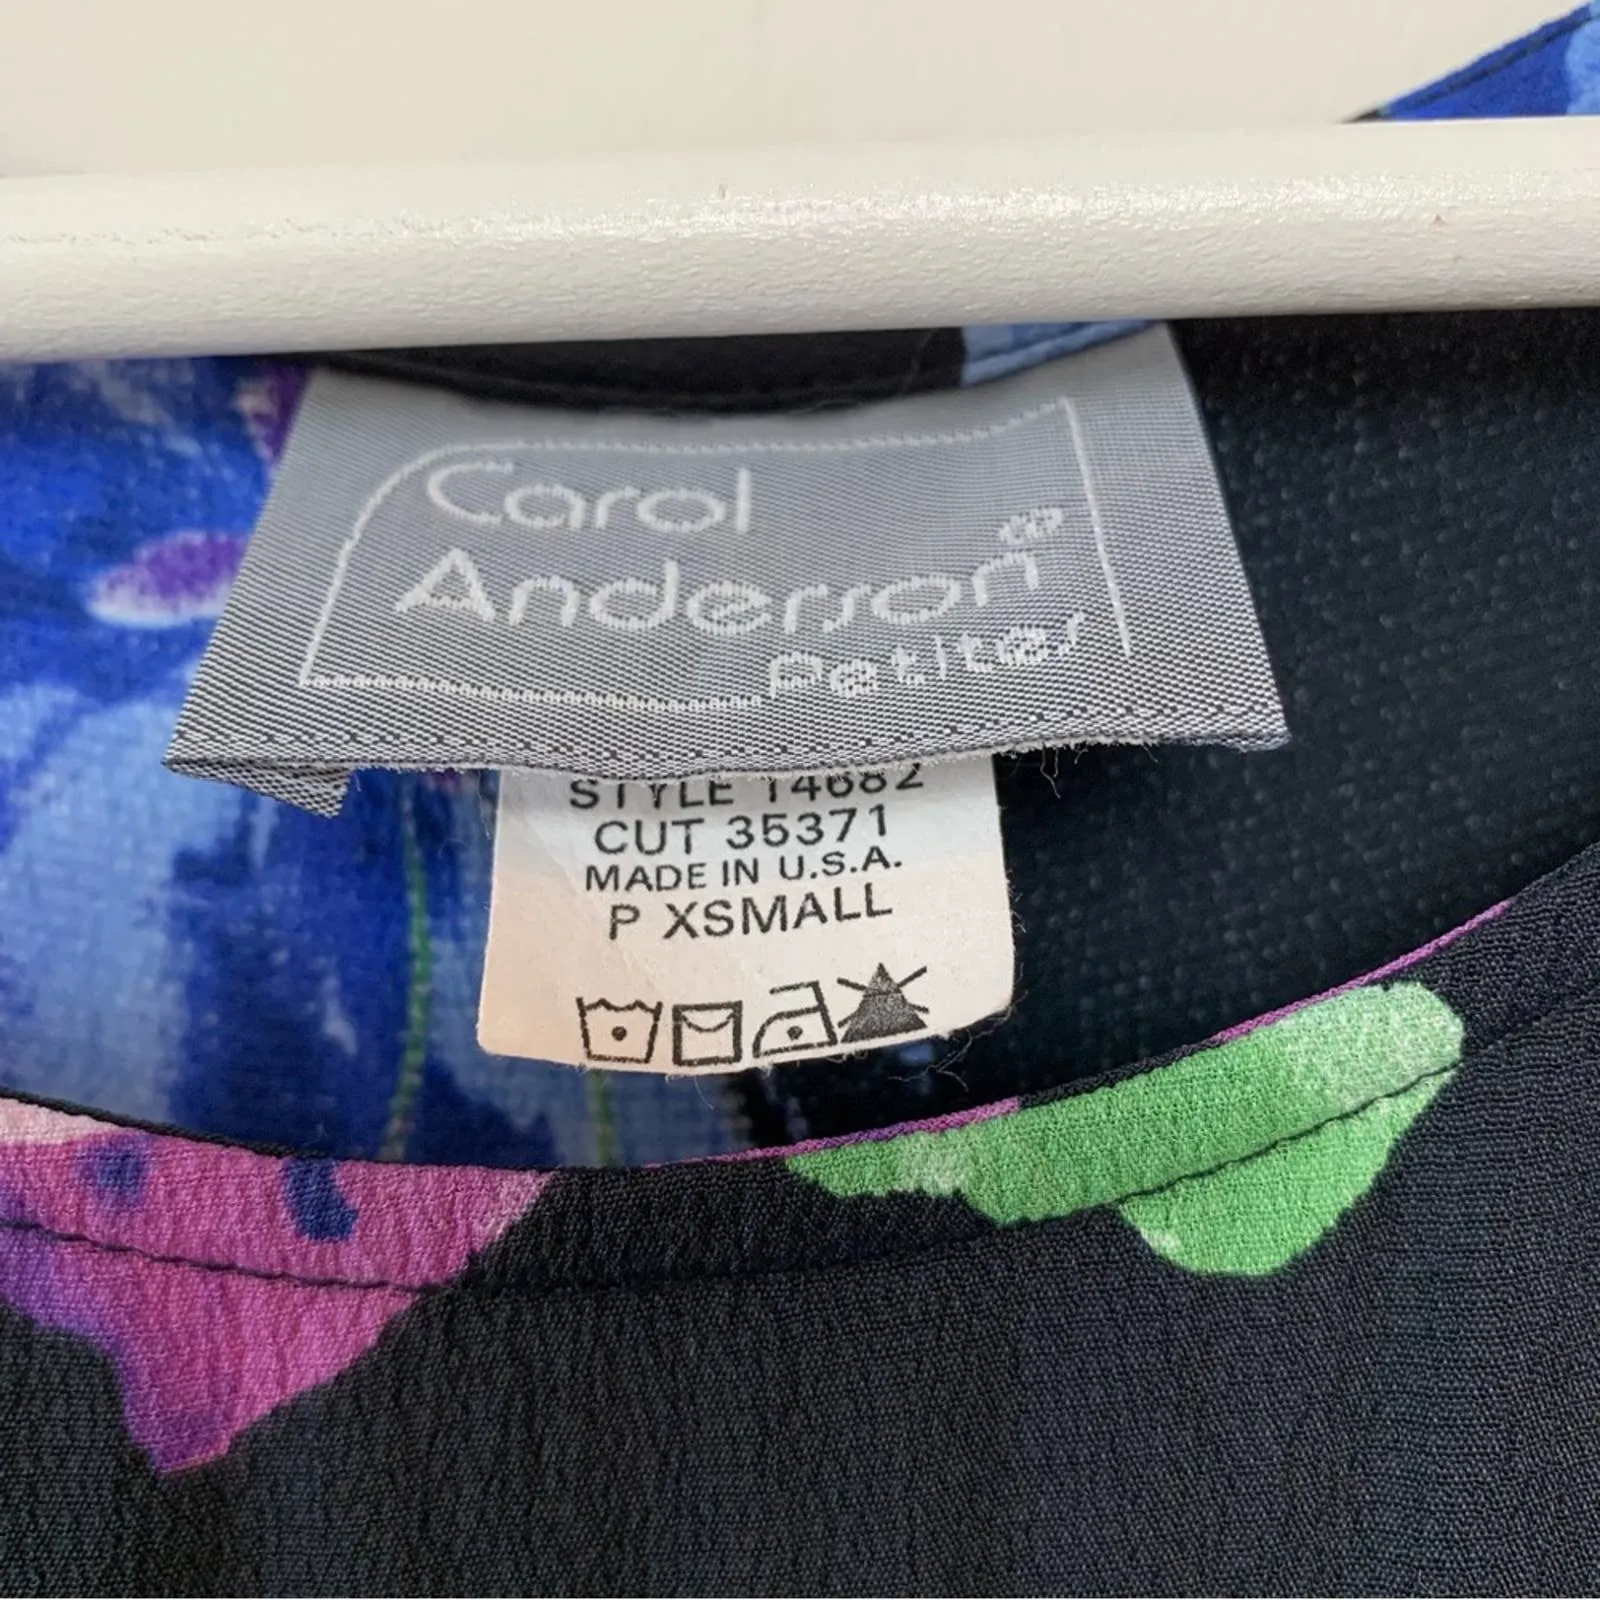 Carol
Anderson
petites
STYLE 14682
CUT 35371
MADE IN U.S.A.
P XSMALL